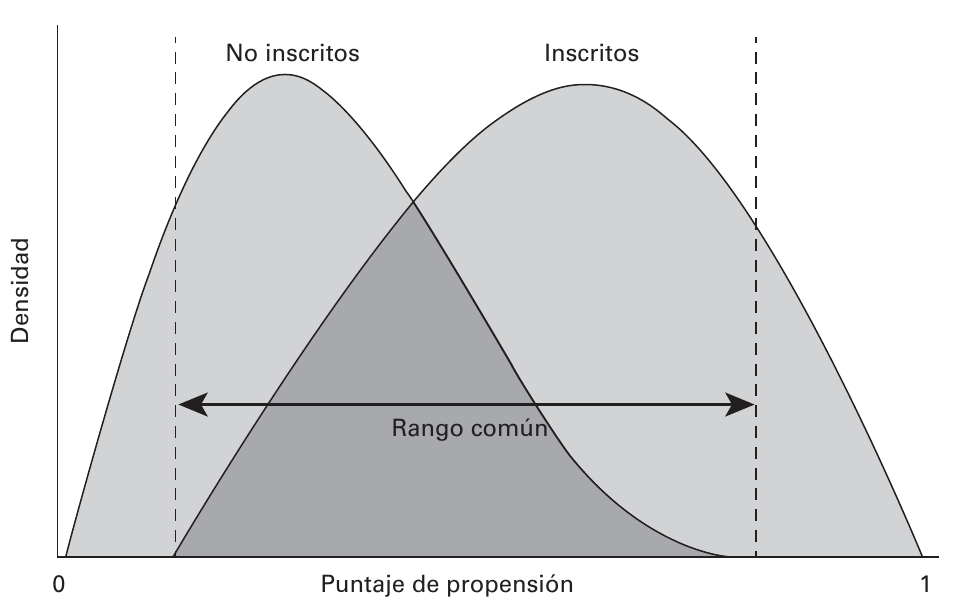 No inscritos
Inscritos
Densidad
Rango común
0
Puntaje de propensión
1